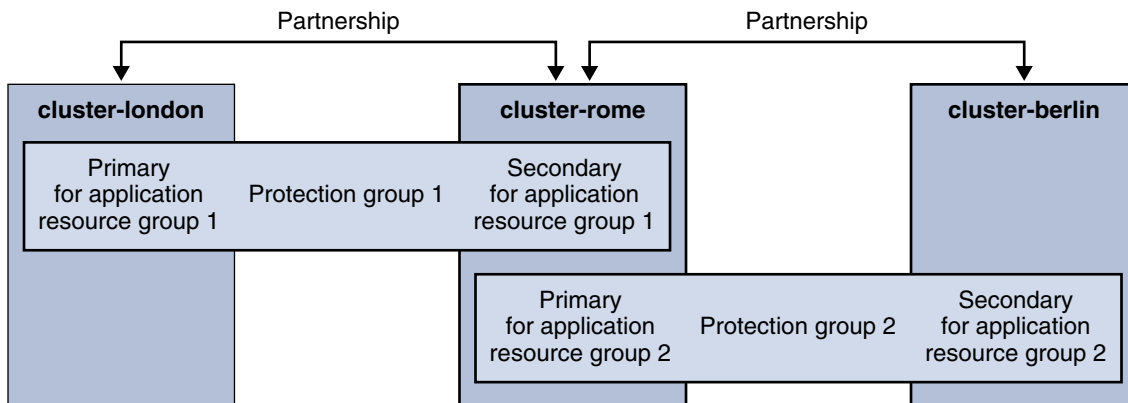 Partnership
Partnership
cluster-london
cluster-rome
cluster-berlin
Primary
for application
resource group 1
Protection group 1
Secondary
for application
resource group 1
Primary
for application
resource group 2
Protection group 2
Secondary
for application
resource group 2